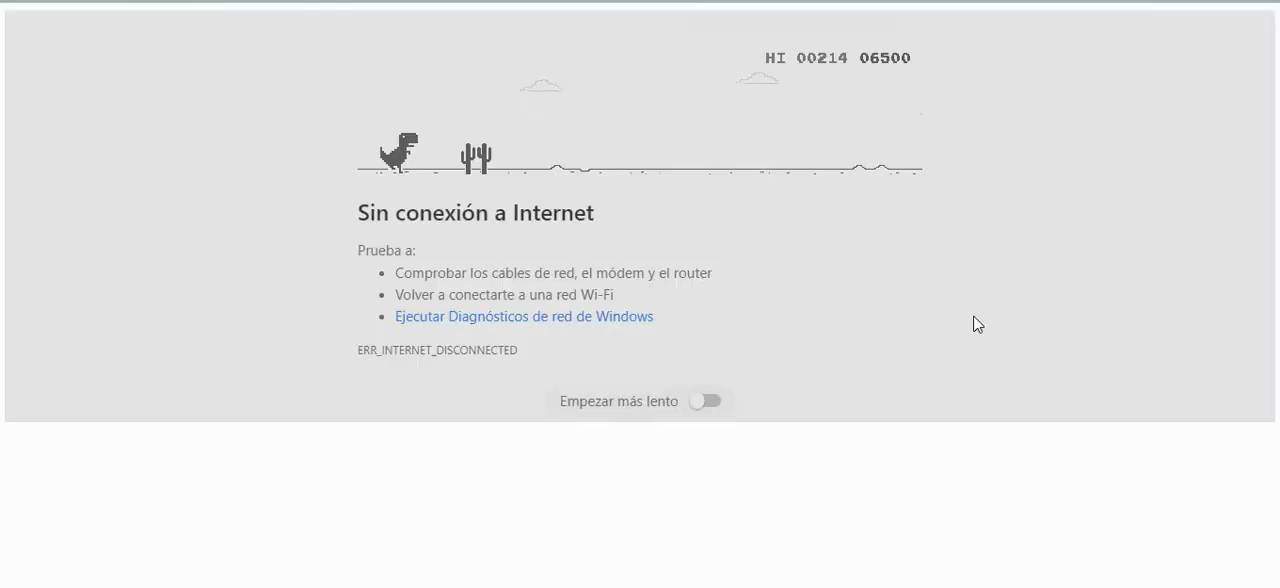 HI 00214 06500
Sin conexión a Internet
Prueba a:
Comprobar los cables de red, el módem y el router
Volver a conectarte a una red Wi-Fi
Ejecutar Diagnósticos de red de Windows
ERR_INTERNET_DISCONNECTED
Empezar más lento